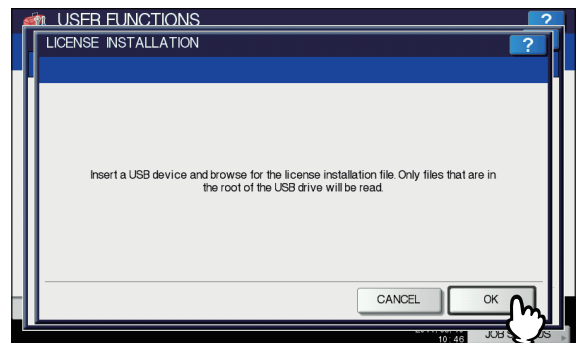 USER FUNCTIONS
?
LICENSE INSTALLATION
?
Insert a USB device and browse for the license installation file. Only files that are in
the root of the USB drive will be read.
CANCEL
OK
10:46
JOB